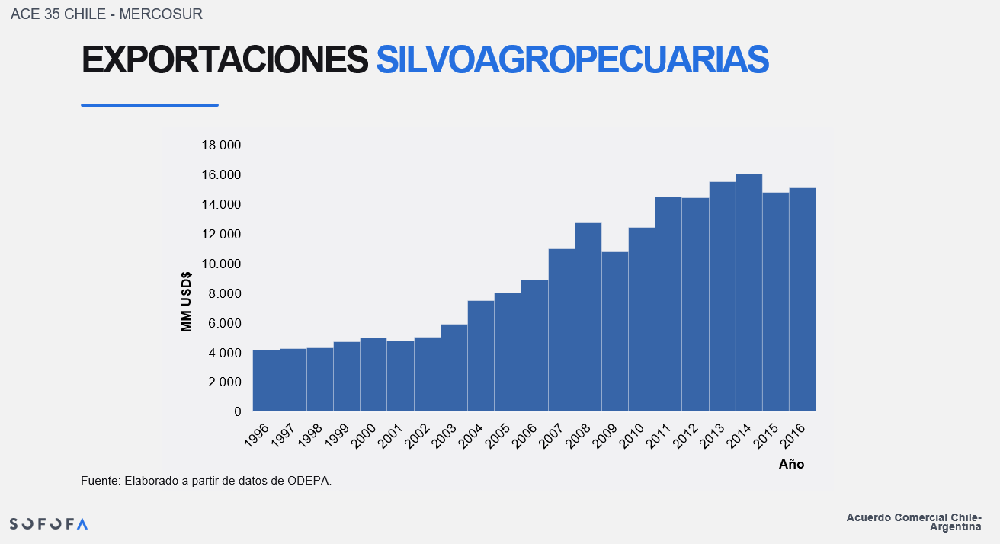 ACE 35 CHILE - MERCOSUR
EXPORTACIONES SILVOAGROPECUARIAS
18.000
16.000
14.000
12.000
10.000
8.000
6.000
4.000
2.000
0
MM USD$
1996 1997 1998 1999 2000 2001 2002 2003 2004 2005 2006 2007 2008 2009 2010 2011 2012 2013 2014 2015 2016
Año
Fuente: Elaborado a partir de datos de ODEPA.
SOFOFA
Acuerdo Comercial Chile-
Argentina